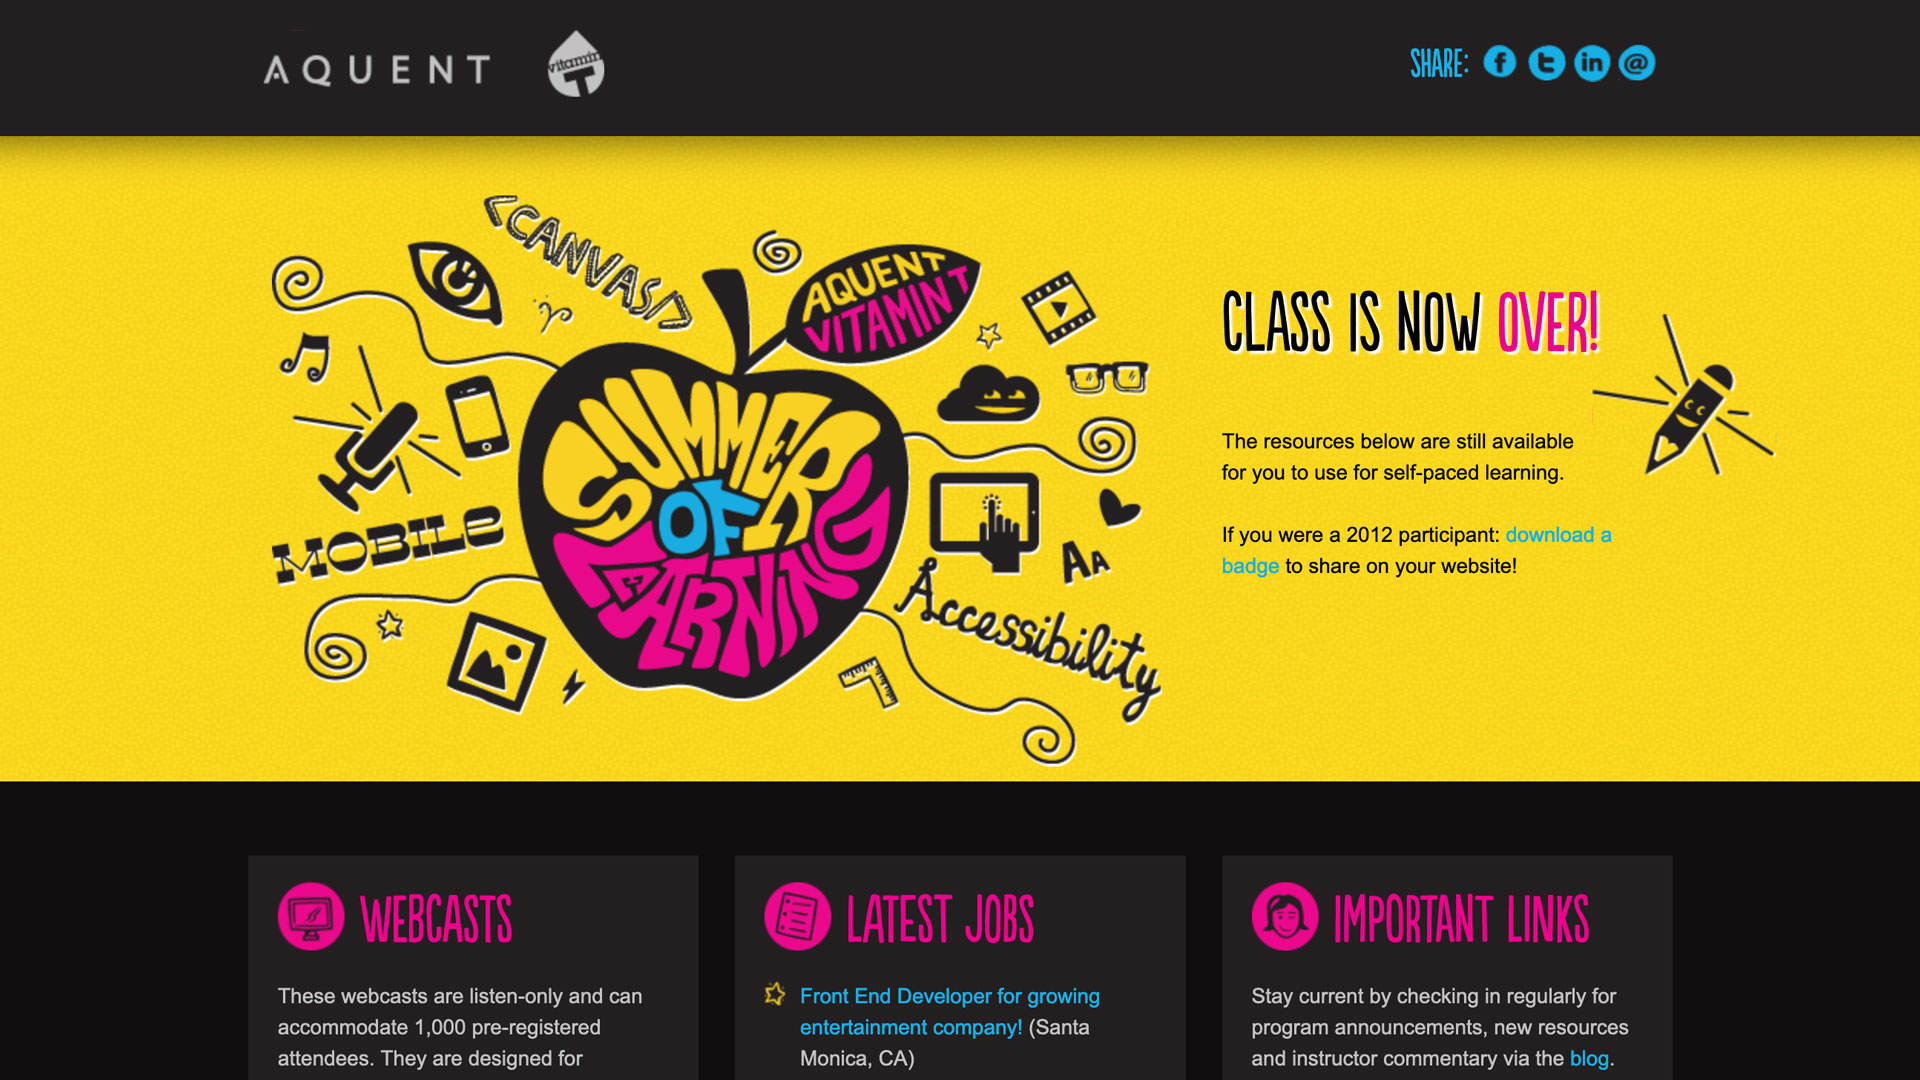 AQUENT
vitamin T
SHARE:
<CANVAS/>
AQUENT
VITAMIN T
SUMMER
OF
LEARNING
MOBILE
AA
Accessibility
CLASS IS NOW OVER!
The resources below are still available
for you to use for self-paced learning.
If you were a 2012 participant: download a
badge to share on your website!
WEBCASTS
These webcasts are listen-only and can
accommodate 1,000 pre-registered
attendees. They are designed for
LATEST JOBS
Front End Developer for growing
entertainment company! (Santa
Monica, CA)
IMPORTANT LINKS
Stay current by checking in regularly for
program announcements, new resources
and instructor commentary via the blog.